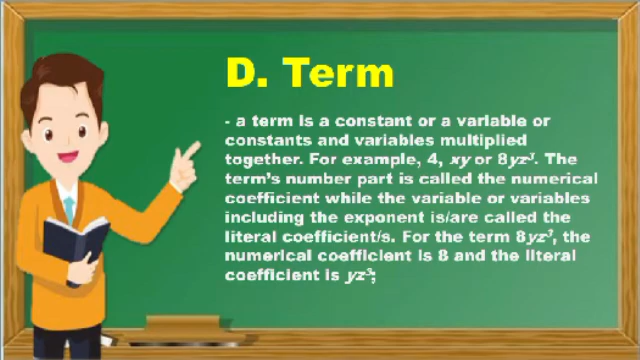 D. Term
- a term is a constant or a variable or
constants and variables multiplied
together. For example, 4, xy or 8yz³. The
term's number part is called the numerical
coefficient while the variable or variables
including the exponent is/are called the
literal coefficient/s. For the term 8yz³, the
numerical coefficient is 8 and the literal
coefficient is yz³;